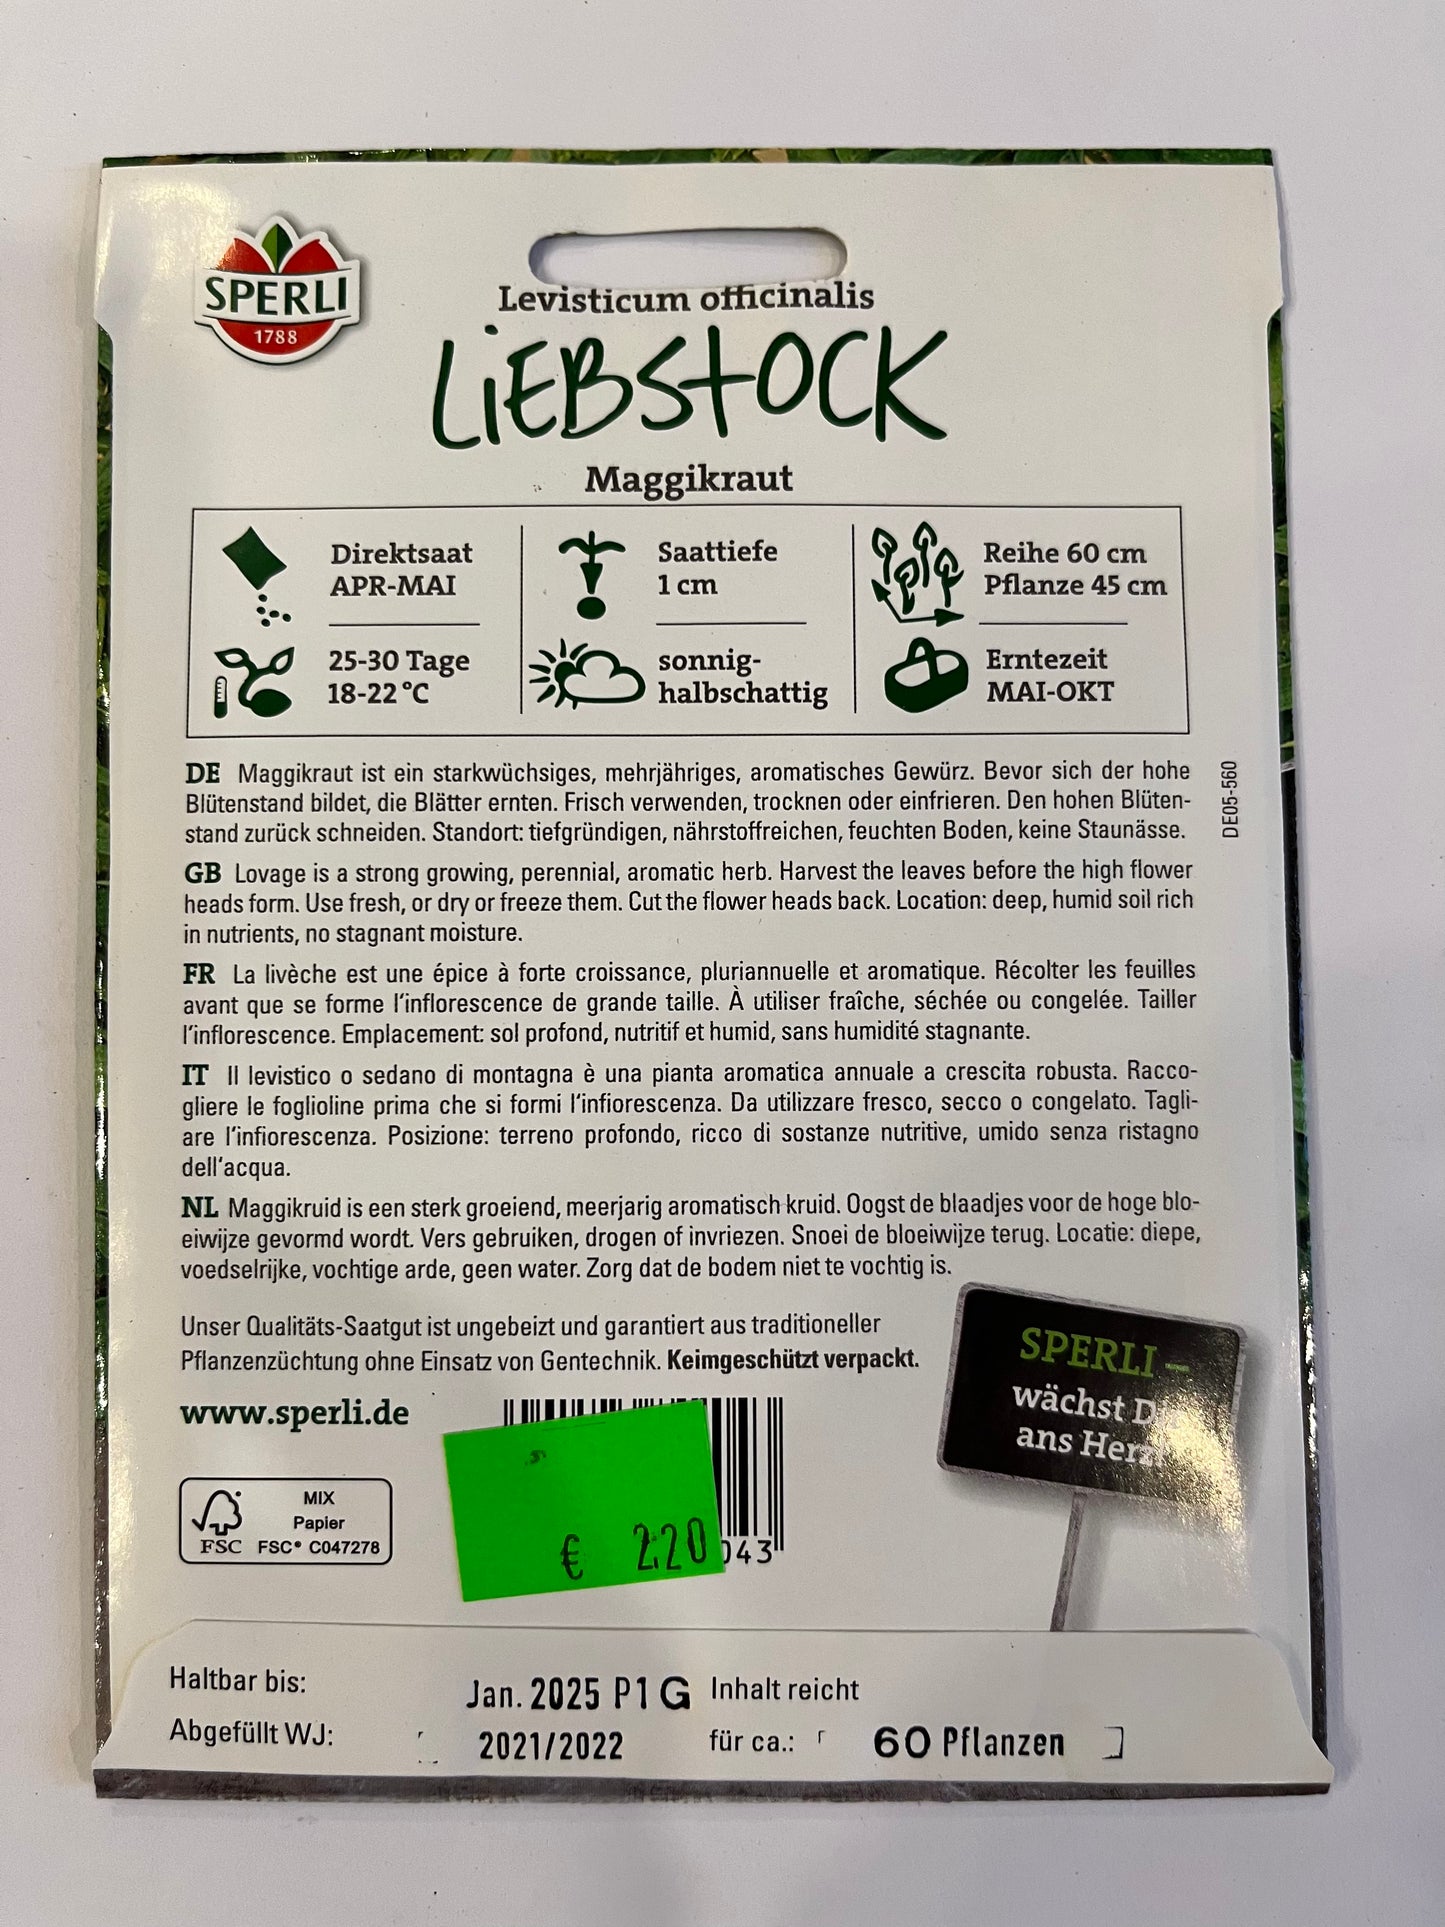 SPERLI
1788
Levisticum officinalis
LiEBSTOCK
Maggikraut
Direktsaat
APR-MAI
Saattiefe
1 cm
Reihe 60 cm
Pflanze 45 cm
25-30 Tage
18-22 °C
sonnig-
halbschattig
Erntezeit
MAI-OKT
DE Maggikraut ist ein starkwüchsiges, mehrjähriges, aromatisches Gewürz. Bevor sich der hohe
Blütenstand bildet, die Blätter ernten. Frisch verwenden, trocknen oder einfrieren. Den hohen Blüten-
stand zurück schneiden. Standort: tiefgründigen, nährstoffreichen, feuchten Boden, keine Staunässe.
DE05-560
GB Lovage is a strong growing, perennial, aromatic herb. Harvest the leaves before the high flower
heads form. Use fresh, or dry or freeze them. Cut the flower heads back. Location: deep, humid soil rich
in nutrients, no stagnant moisture.
FR La livèche est une épice à forte croissance, pluriannuelle et aromatique. Récolter les feuilles
avant que se forme l'inflorescence de grande taille. À utiliser fraîche, séchée ou congelée. Tailler
l'inflorescence. Emplacement: sol profond, nutritif et humid, sans humidité stagnante.
IT Il levistico o sedano di montagna è una pianta aromatica annuale a crescita robusta. Racco-
gliere le foglioline prima che si formi l'infiorescenza. Da utilizzare fresco, secco o congelato. Tagli-
are l'infiorescenza. Posizione: terreno profondo, ricco di sostanze nutritive, umido senza ristagno
dell'acqua.
NL Maggikruid is een sterk groeiend, meerjarig aromatisch kruid. Oogst de blaadjes voor de hoge blo-
eiwijze gevormd wordt. Vers gebruiken, drogen of invriezen. Snoei de bloeiwijze terug. Locatie: diepe,
voedselrijke, vochtige arde, geen water. Zorg dat de bodem niet te vochtig is.
Unser Qualitäts-Saatgut ist ungebeizt und garantiert aus traditioneller
Pflanzenzüchtung ohne Einsatz von Gentechnik. Keimgeschützt verpackt.
SPERLI –
wächst
ans Herz
www.sperli.de
MIX
Papier
FSC FSC® C047278
€ 2.20
043
Haltbar bis: Jan. 2025 P1 G Inhalt reicht
Abgefüllt WJ: 2021/2022 für ca.: 60 Pflanzen